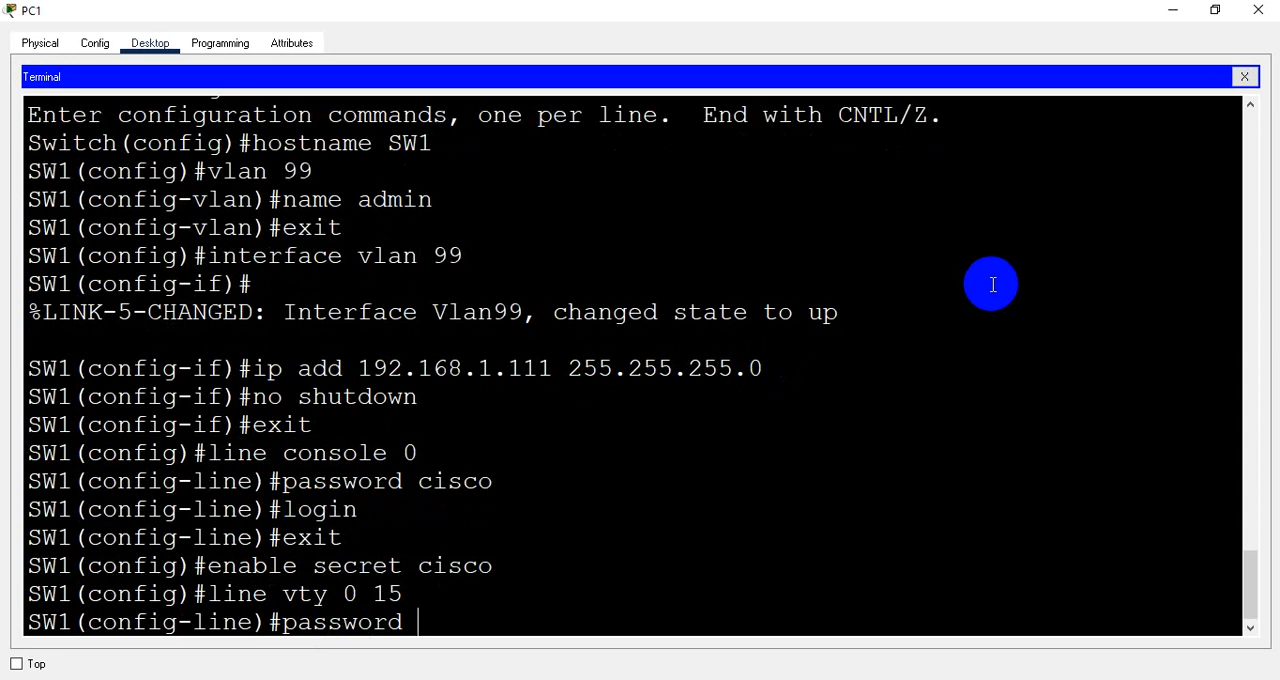 PC1
Physical Config Desktop Programming Attributes
Terminal X
Enter configuration commands, one per line.  End with CNTL/Z.
Switch(config)#hostname SW1
SW1(config)#vlan 99
SW1(config-vlan)#name admin
SW1(config-vlan)#exit
SW1(config)#interface vlan 99
SW1(config-if)#
%LINK-5-CHANGED: Interface Vlan99, changed state to up
SW1(config-if)#ip add 192.168.1.111 255.255.255.0
SW1(config-if)#no shutdown
SW1(config-if)#exit
SW1(config)#line console 0
SW1(config-line)#password cisco
SW1(config-line)#login
SW1(config-line)#exit
SW1(config)#enable secret cisco
SW1(config)#line vty 0 15
SW1(config-line)#password
Top